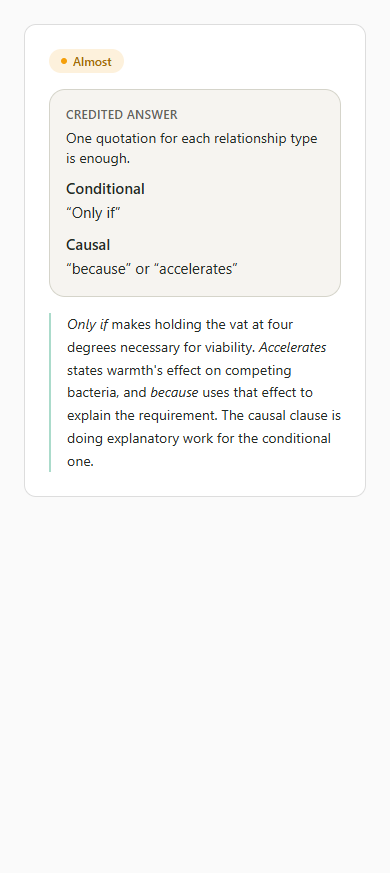 Almost
CREDITED ANSWER
One quotation for each relationship type
is enough.
Conditional
“Only if”
Causal
“because” or “accelerates”
Only if makes holding the vat at four
degrees necessary for viability. Accelerates
states warmth's effect on competing
bacteria, and because uses that effect to
explain the requirement. The causal clause is
doing explanatory work for the conditional
one.